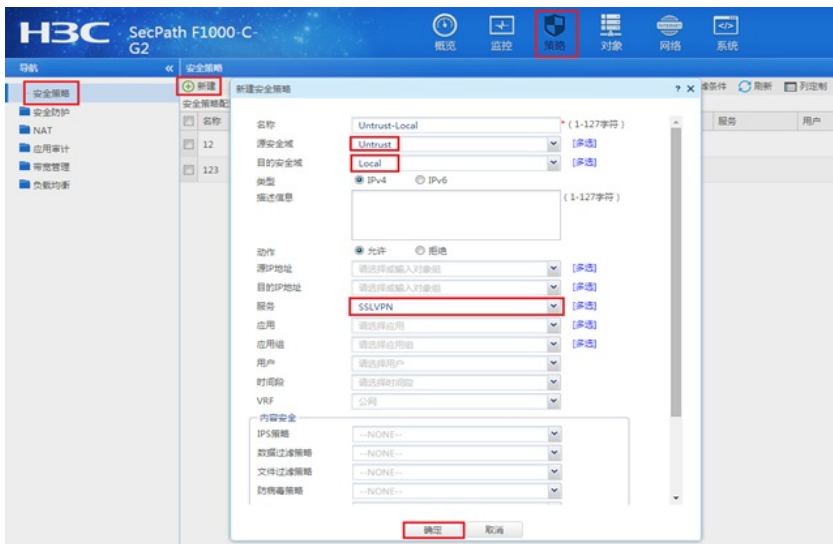 H3C SecPath F1000-C-G2
概览 监控 策略 对象 网络 系统
导航 « 安全策略
安全策略
安全防护
NAT
应用审计
带宽管理
负载均衡
新建
刷新 列定制
安全策略配
名称 服务 用户
12
123
新建安全策略 ? X
名称 Untrust-Local * (1-127字符)
源安全域 Untrust [多选]
目的安全域 Local [多选]
类型 IPv4 IPv6
描述信息 (1-127字符)
动作 允许 拒绝
源IP地址 请选择或输入对象组 [多选]
目的IP地址 请选择或输入对象组 [多选]
服务 SSLVPN [多选]
应用 请选择应用 [多选]
应用组 请选择应用组 [多选]
用户 请选择用户
时间段 请选择时间段
VRF 公网
内容安全
IPS策略 --NONE--
数据过滤策略 --NONE--
文件过滤策略 --NONE--
防病毒策略 --NONE--
确定 取消